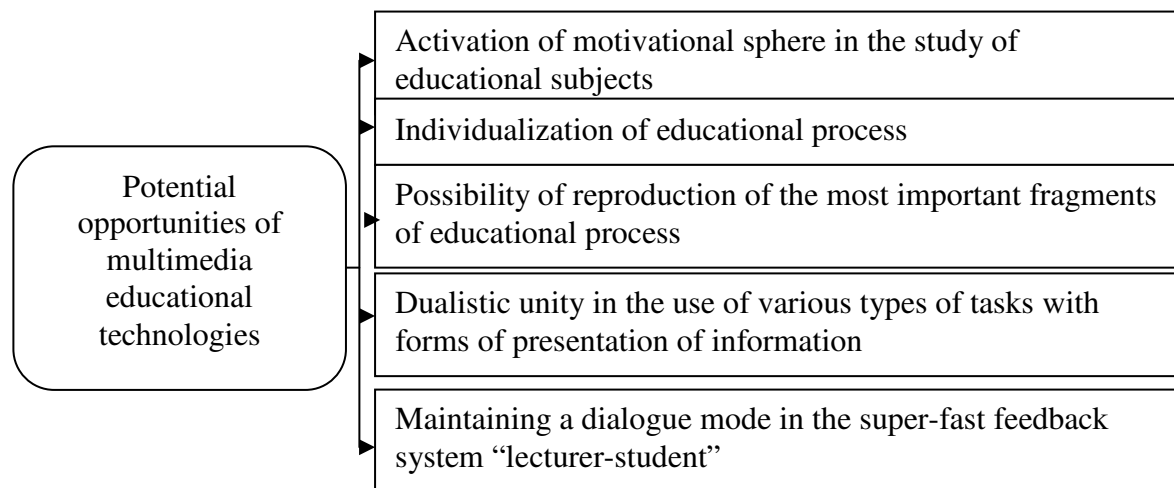 Potential
opportunities of
multimedia
educational
technologies
Activation of motivational sphere in the study of
educational subjects
Individualization of educational process
Possibility of reproduction of the most important fragments
of educational process
Dualistic unity in the use of various types of tasks with
forms of presentation of information
Maintaining a dialogue mode in the super-fast feedback
system “lecturer-student”